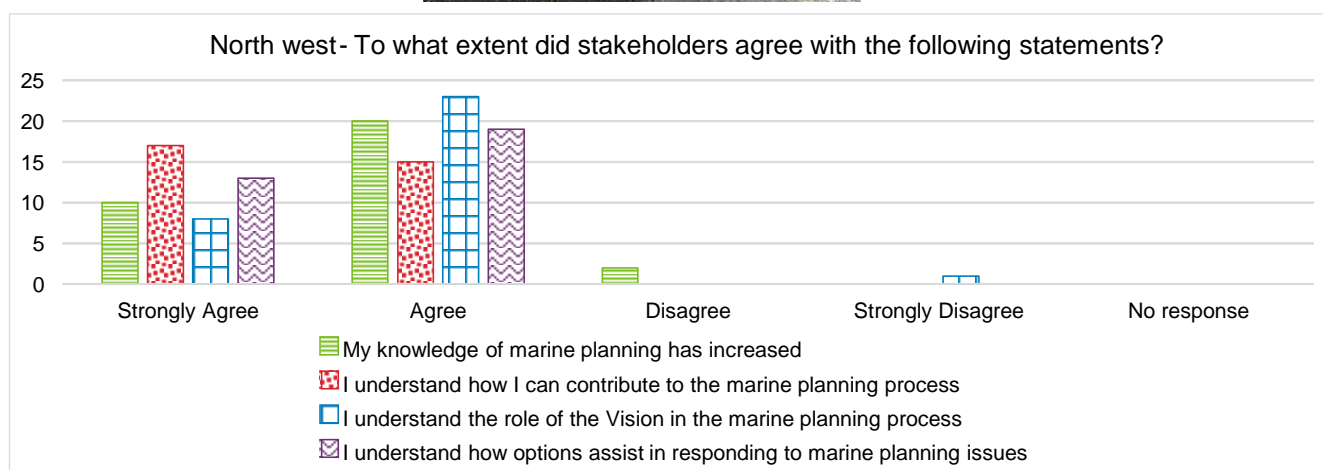 North west- To what extent did stakeholders agree with the following statements?
25
20
15
10
5
0
Strongly Agree Agree Disagree Strongly Disagree No response
My knowledge of marine planning has increased
I understand how I can contribute to the marine planning process
I understand the role of the Vision in the marine planning process
I understand how options assist in responding to marine planning issues